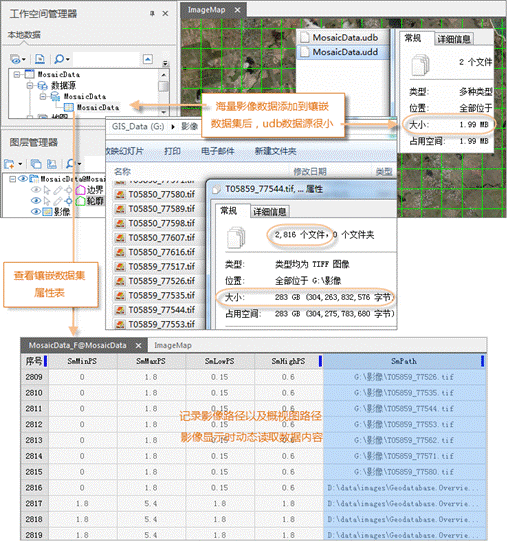 工作空间管理器
本地数据
MosaicData
数据源
MosaicData
MosaicData
地图
图层管理器
MosaicData@Mosai
边界
轮廓
影像
ImageMap
MosaicData.udb
MosaicData.udd
常规 详细信息
2 个文件
类型: 多种类型
位置: 全部位于
大小: 1.99 MB
占用空间: 1.99 MB
海量影像数据添加到镶嵌
数据集后，udb数据源很小
GIS_Data (G:) 影像
放映幻灯片 打印 电子邮件 新建文件夹
名称 修改日期 类型
T05850_77571.tif
T05850_77580.tif
T05850_77589.tif
T05850_77598.tif
T05850_77607.tif
T05850_77616.tif
T05859_77517.tif
T05859_77526.tif
T05859_77535.tif
T05859_77544.tif
T05859_77553.tif
T05859_77544.tif, ... 属性
常规 详细信息
2,816 个文件, 0 个文件夹
类型: 类型均为 TIFF 图像
位置: 全部位于 G:\影像
大小: 283 GB (304,263,832,576 字节)
占用空间: 283 GB (304,275,783,680 字节)
查看镶嵌数据集
属性表
MosaicData_F@MosaicData ImageMap
序号 SmMinPS SmMaxPS SmLowPS SmHighPS SmPath
2809 0 1.8 0.15 0.6 G:\影像\T05859_77526.tif
2810 0 1.8 0.15 0.6 G:\影像\T05859_77535.tif
2811 0 1.8 0.15 0.6 G:\影像\T05859_77544.tif
2812 0 1.8 0.15 0.6 G:\影像\T05859_77553.tif
2813 0 1.8 0.15 0.6 G:\影像\T05859_77562.tif
2814 0 1.8 0.15 0.6 G:\影像\T05859_77571.tif
2815 0 1.8 0.15 0.6 G:\影像\T05859_77580.tif
2816 0 1.8 0.15 0.6 D:\data\images\Geodatabase.Overvie...
2817 1.8 5.4 1.8 1.8 D:\data\images\Geodatabase.Overvie...
2818 1.8 5.4 1.8 1.8 D:\data\images\Geodatabase.Overvie...
2819 1.8 5.4 1.8 1.8 D:\data\images\Geodatabase.Overvie...
记录影像路径以及概视图路径
影像显示时动态读取数据内容